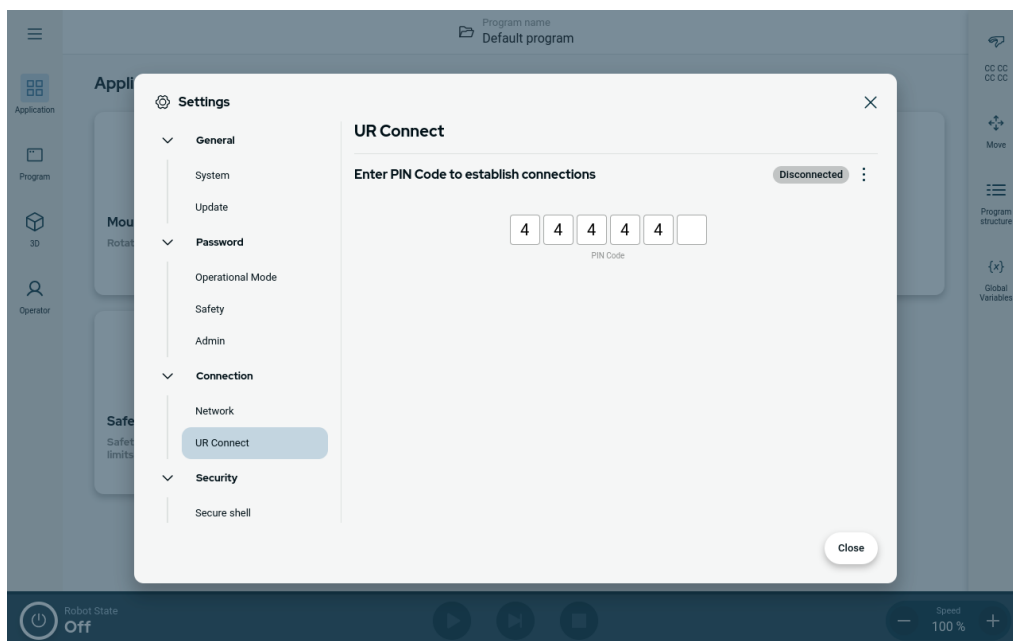 Program name
Default program
Application
Program
3D
Operator
Appli
Mou
Rotat
Safe
Safet
limits
Settings
General
System
Update
Password
Operational Mode
Safety
Admin
Connection
Network
UR Connect
Security
Secure shell
UR Connect
Enter PIN Code to establish connections
Disconnected
4 4 4 4 4
PIN Code
Close
CC CC
CC CC
Move
Program
structure
{x}
Global
Variables
Robot State
Off
Speed
100 %